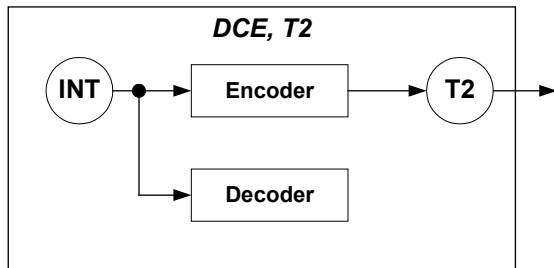 DCE, T2
INT
Encoder
T2
Decoder